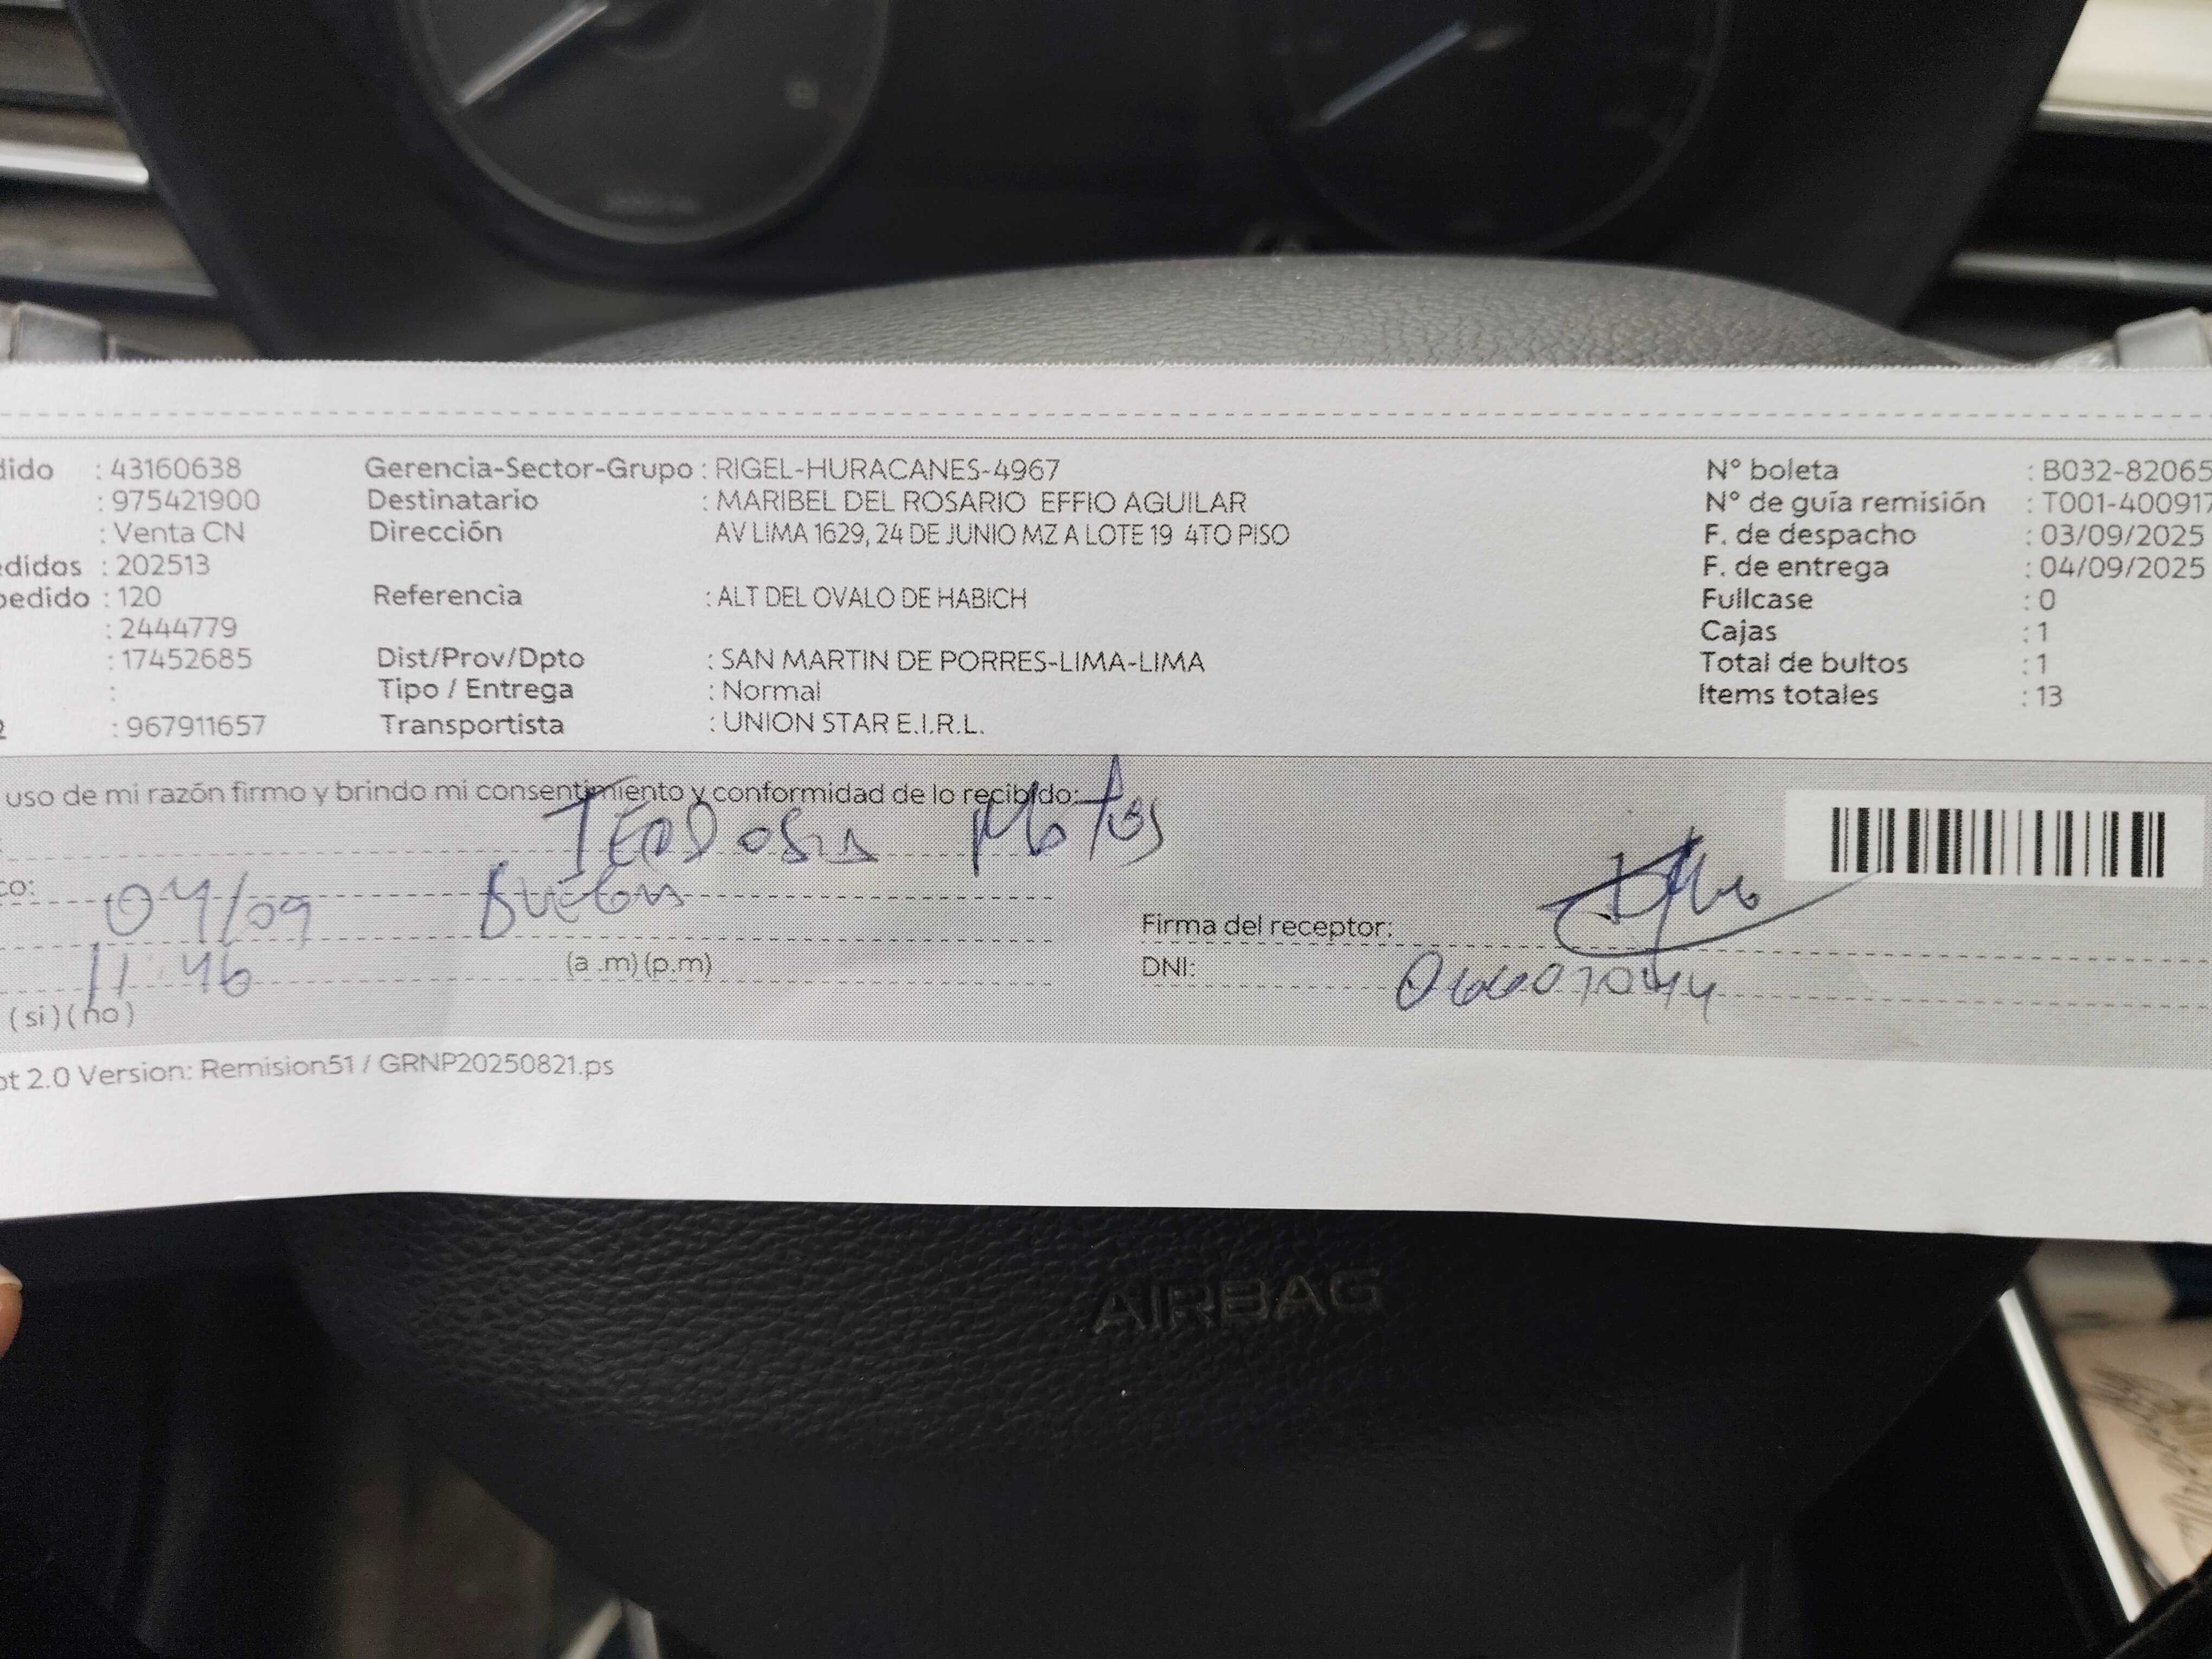 dido : 43160638 Gerencia-Sector-Grupo : RIGEL-HURACANES-4967 N° boleta : B032-82065
: 975421900 Destinatario : MARIBEL DEL ROSARIO EFFIO AGUILAR N° de guía remisión : T001-400917
: Venta CN Dirección AV LIMA 1629, 24 DE JUNIO MZ A LOTE 19 4TO PISO F. de despacho : 03/09/2025
edidos : 202513 F. de entrega : 04/09/2025
pedido : 120 Referencia : ALT DEL OVALO DE HABICH Fullcase : 0
: 2444779 Cajas : 1
: 17452685 Dist/Prov/Dpto : SAN MARTIN DE PORRES-LIMA-LIMA Total de bultos : 1
: Tipo / Entrega : Normal Items totales : 13
2 : 967911657 Transportista : UNION STAR E.I.R.L.
uso de mi razón firmo y brindo mi consentimiento y conformidad de lo recibido:
co: 04/09
Firma del receptor:
11:46 (a .m) (p.m) DNI:
(si) (no)
pt 2.0 Version: Remision51 / GRNP20250821.ps
AIRBAG